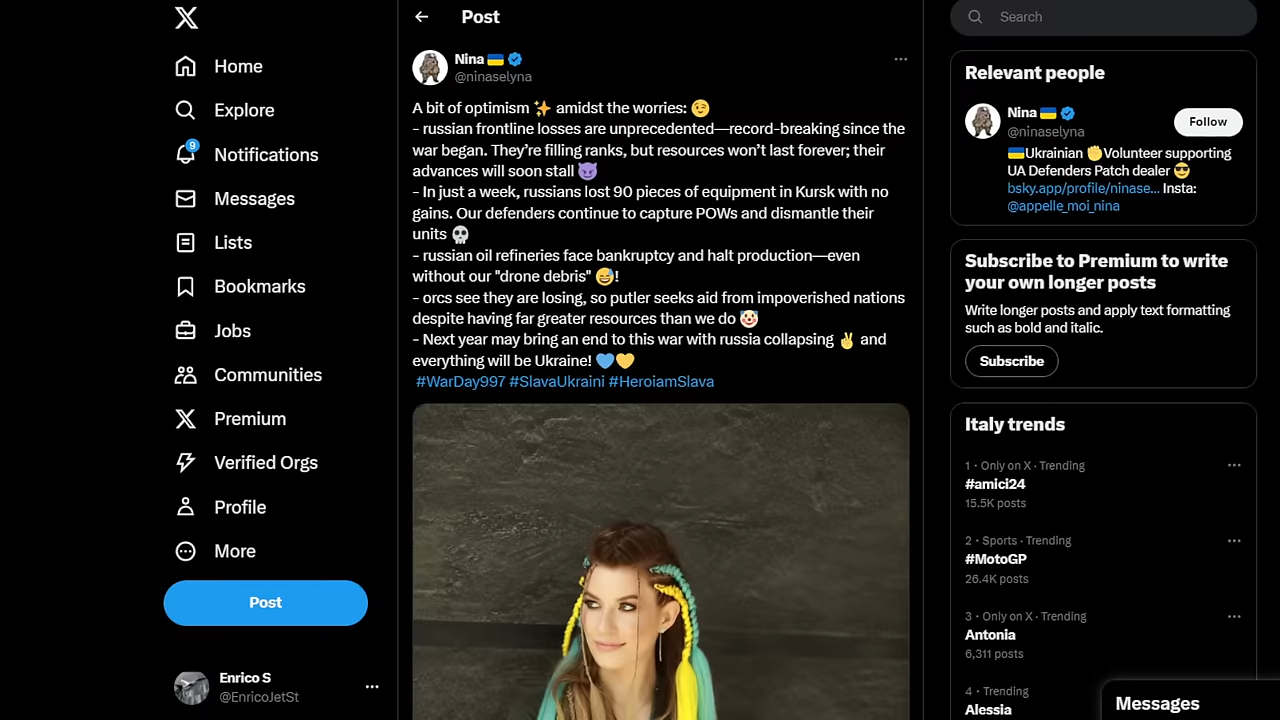 Home
Explore
9
Notifications
Messages
Lists
Bookmarks
Jobs
Communities
Premium
Verified Orgs
Profile
More
Post
Enrico S
@EnricoJetSt
Post
Nina 🇺🇦
@ninaselyna
A bit of optimism ✨ amidst the worries: 😉
- russian frontline losses are unprecedented—record-breaking since the
war began. They’re filling ranks, but resources won’t last forever; their
advances will soon stall 😈
- In just a week, russians lost 90 pieces of equipment in Kursk with no
gains. Our defenders continue to capture POWs and dismantle their
units 💀
- russian oil refineries face bankruptcy and halt production—even
without our "drone debris" 😅!
- orcs see they are losing, so putler seeks aid from impoverished nations
despite having far greater resources than we do 🤡
- Next year may bring an end to this war with russia collapsing ✌️ and
everything will be Ukraine! 💙💛
#WarDay997 #SlavaUkraini #HeroiamSlava
Search
Relevant people
Nina 🇺🇦
@ninaselyna
Follow
🇺🇦Ukrainian ✊Volunteer supporting
UA Defenders Patch dealer 😎
bsky.app/profile/ninase... Insta:
@appelle_moi_nina
Subscribe to Premium to write
your own longer posts
Write longer posts and apply text formatting
such as bold and italic.
Subscribe
Italy trends
1 · Only on X · Trending
#amici24
15.5K posts
2 · Sports · Trending
#MotoGP
26.4K posts
3 · Only on X · Trending
Antonia
6,311 posts
4 · Trending
Alessia
Messages